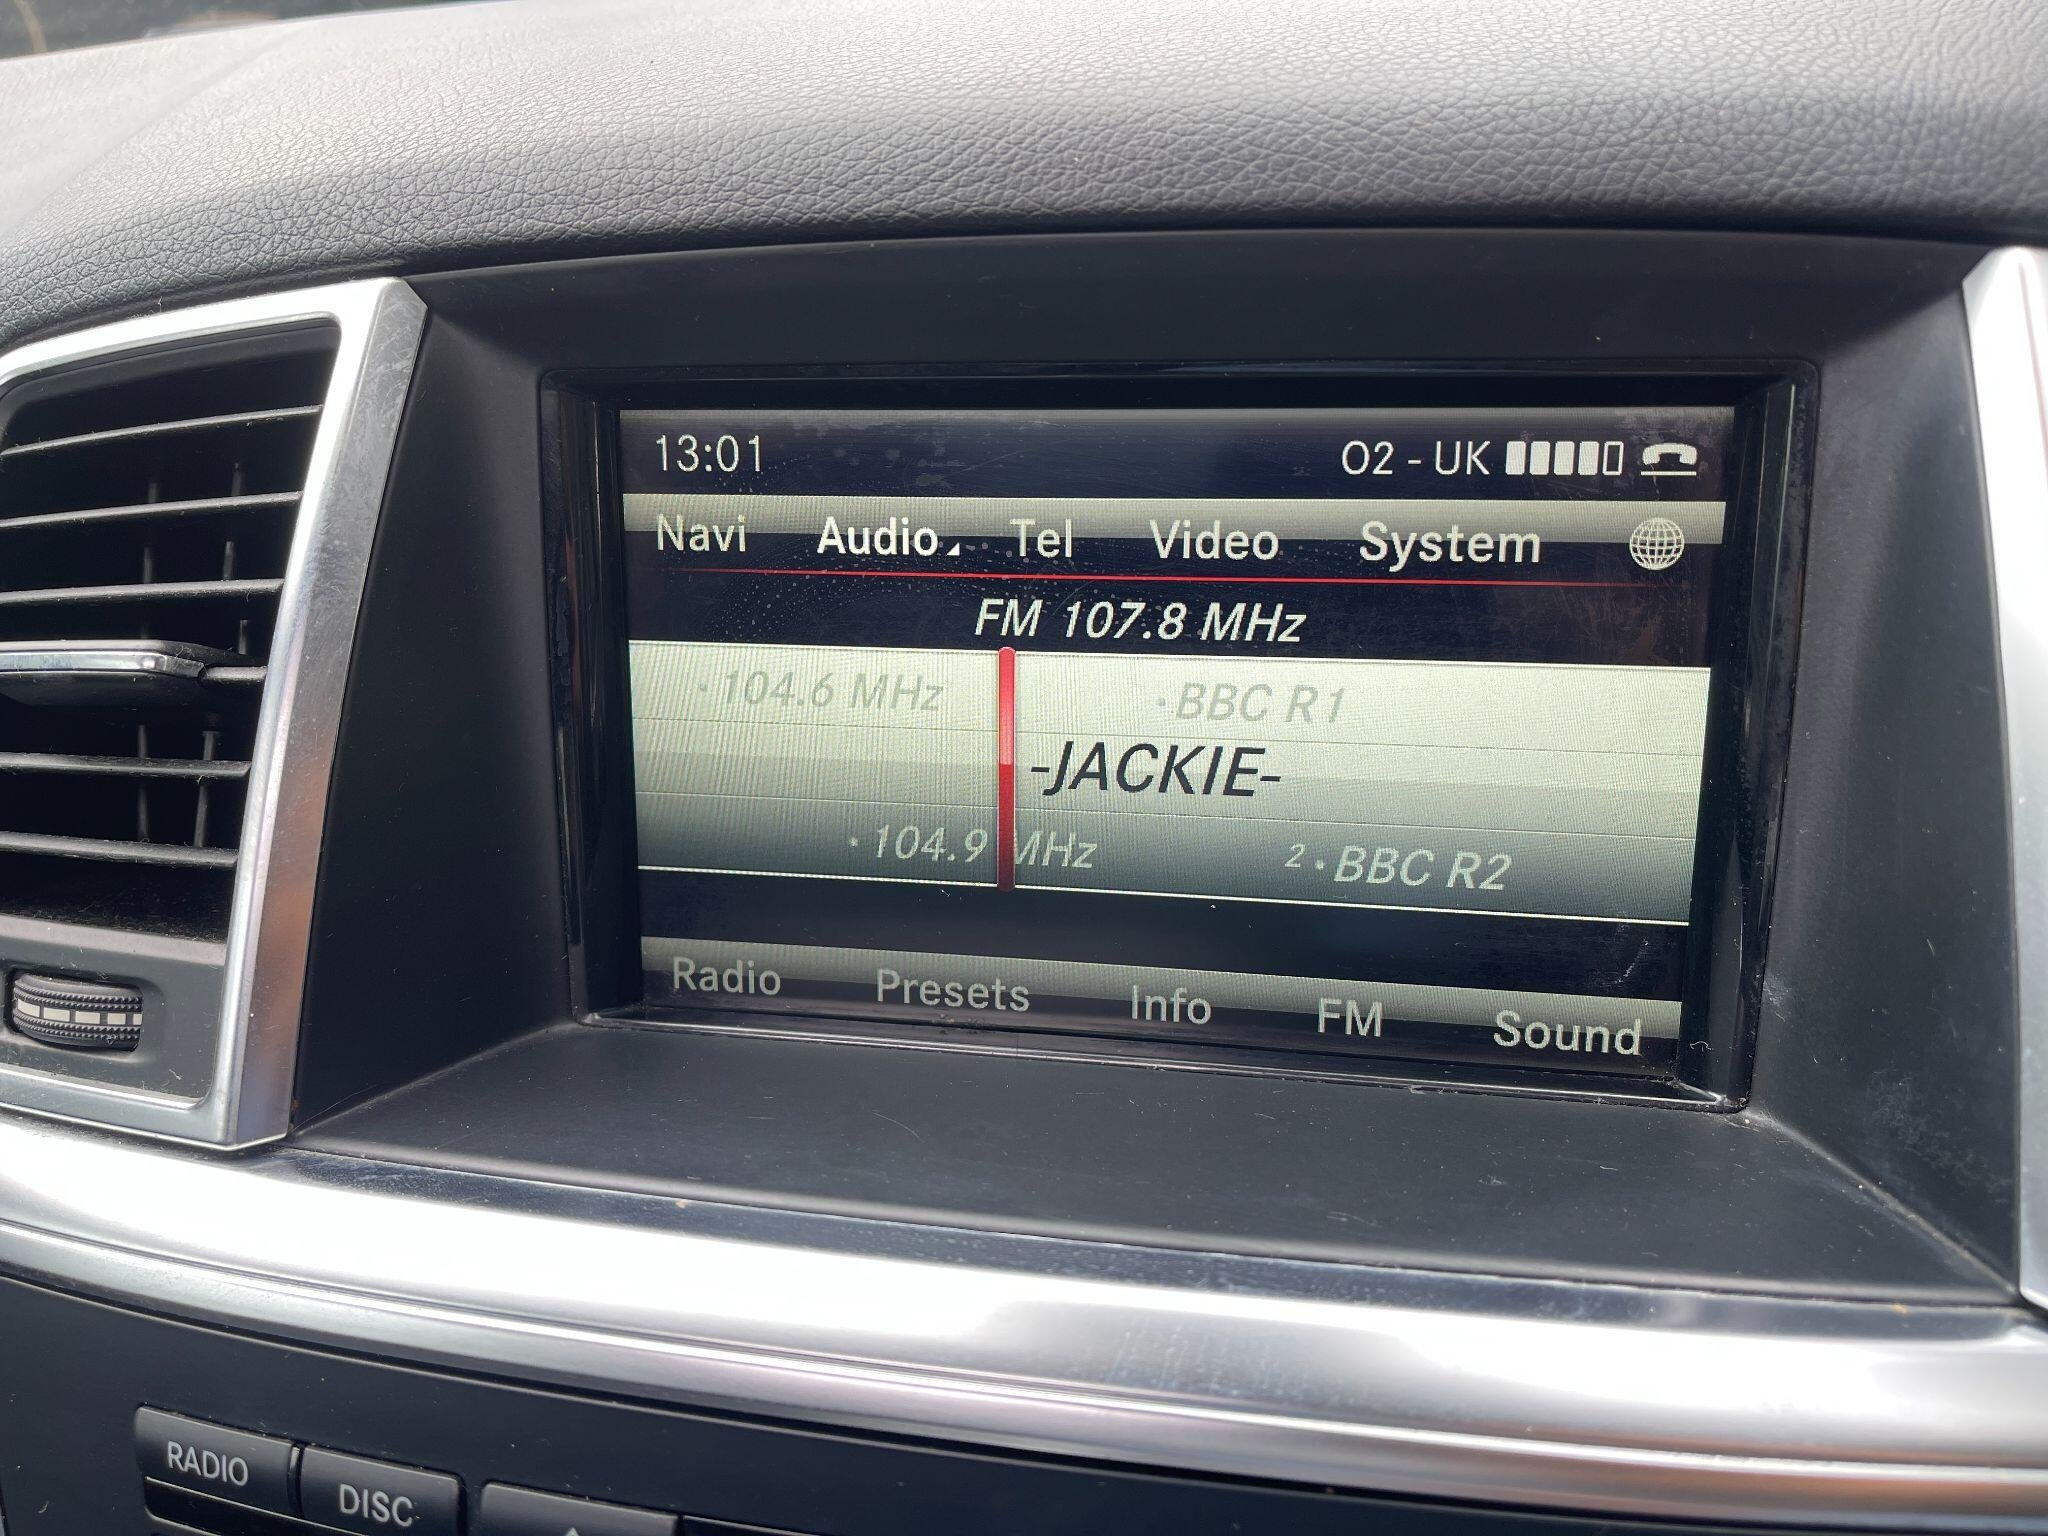 13:01 O2 - UK
Navi Audio Tel Video System
FM 107.8 MHz
·104.6 MHz ·BBC R1
-JACKIE-
·104.9 MHz 2·BBC R2
Radio Presets Info FM Sound
RADIO DISC